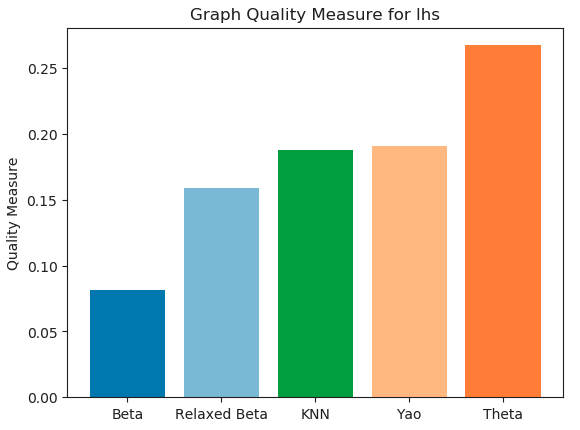 Graph Quality Measure for lhs
Quality Measure
0.25
0.20
0.15
0.10
0.05
0.00
Beta
Relaxed Beta
KNN
Yao
Theta